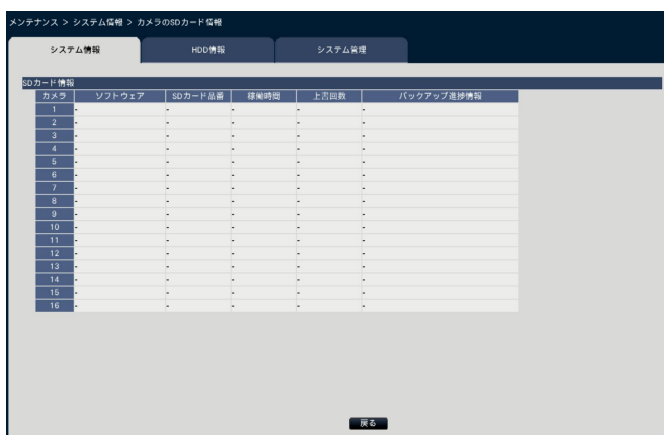 メンテナンス > システム情報 > カメラのSDカード情報
システム情報 HDD情報 システム管理
SDカード情報
カメラ ソフトウェア SDカード品番 稼働時間 上書回数 バックアップ進捗情報
1 - - - - -
2 - - - - -
3 - - - - -
4 - - - - -
5 - - - - -
6 - - - - -
7 - - - - -
8 - - - - -
9 - - - - -
10 - - - - -
11 - - - - -
12 - - - - -
13 - - - - -
14 - - - - -
15 - - - - -
16 - - - - -
戻る